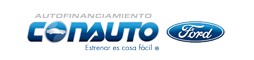 AUTOFINANCIAMIENTO
CONAUTO
Ford
Estrenar es cosa fácil